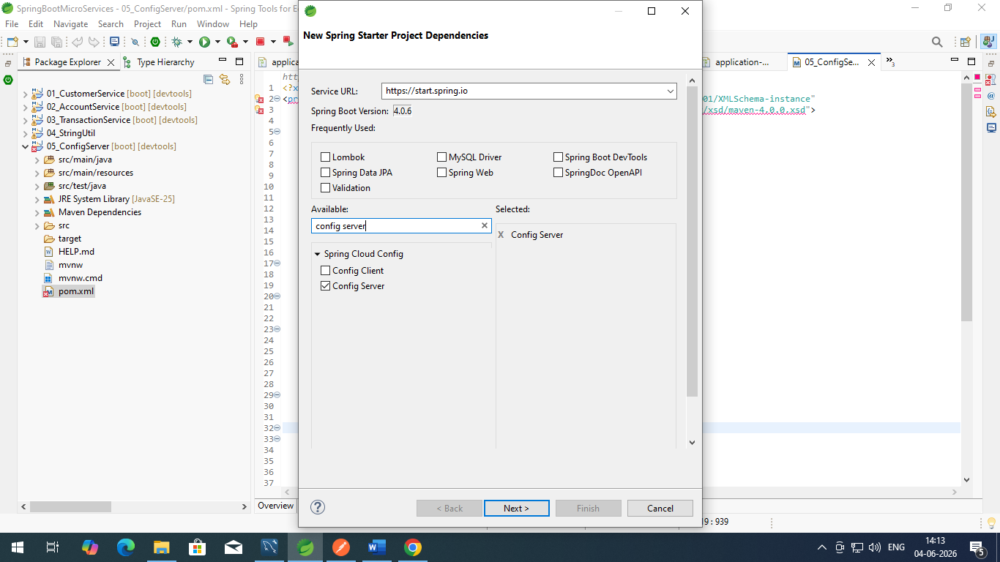 SpringBootMicroServices - 05_ConfigServer/pom.xml - Spring Tools for E
File Edit Navigate Search Project Run Window Help
Package Explorer
Type Hierarchy
01_CustomerService [boot] [devtools]
02_AccountService [boot] [devtools]
03_TransactionService [boot] [devtools]
04_StringUtil
05_ConfigServer [boot] [devtools]
src/main/java
src/main/resources
src/test/java
JRE System Library [JavaSE-25]
Maven Dependencies
src
target
HELP.md
mvnw
mvnw.cmd
pom.xml
applica
application-...
05_ConfigSe...
»3
htt
1 <?x
2 <pr
01/XMLSchema-instance"
3
/xsd/maven-4.0.0.xsd">
4
5
6
7
8
9
10
11
12
13
14
15
16
17
18
19
20
21
22
23
24
25
26
27
28
29
30
31
32
33
34
35
36
37
Overview
9 : 939
New Spring Starter Project Dependencies
Service URL: https://start.spring.io
Spring Boot Version: 4.0.6
Frequently Used:
Lombok MySQL Driver Spring Boot DevTools
Spring Data JPA Spring Web SpringDoc OpenAPI
Validation
Available: Selected:
config server
X Config Server
Spring Cloud Config
Config Client
Config Server
? < Back Next > Finish Cancel
ENG
14:13
04-06-2026
5